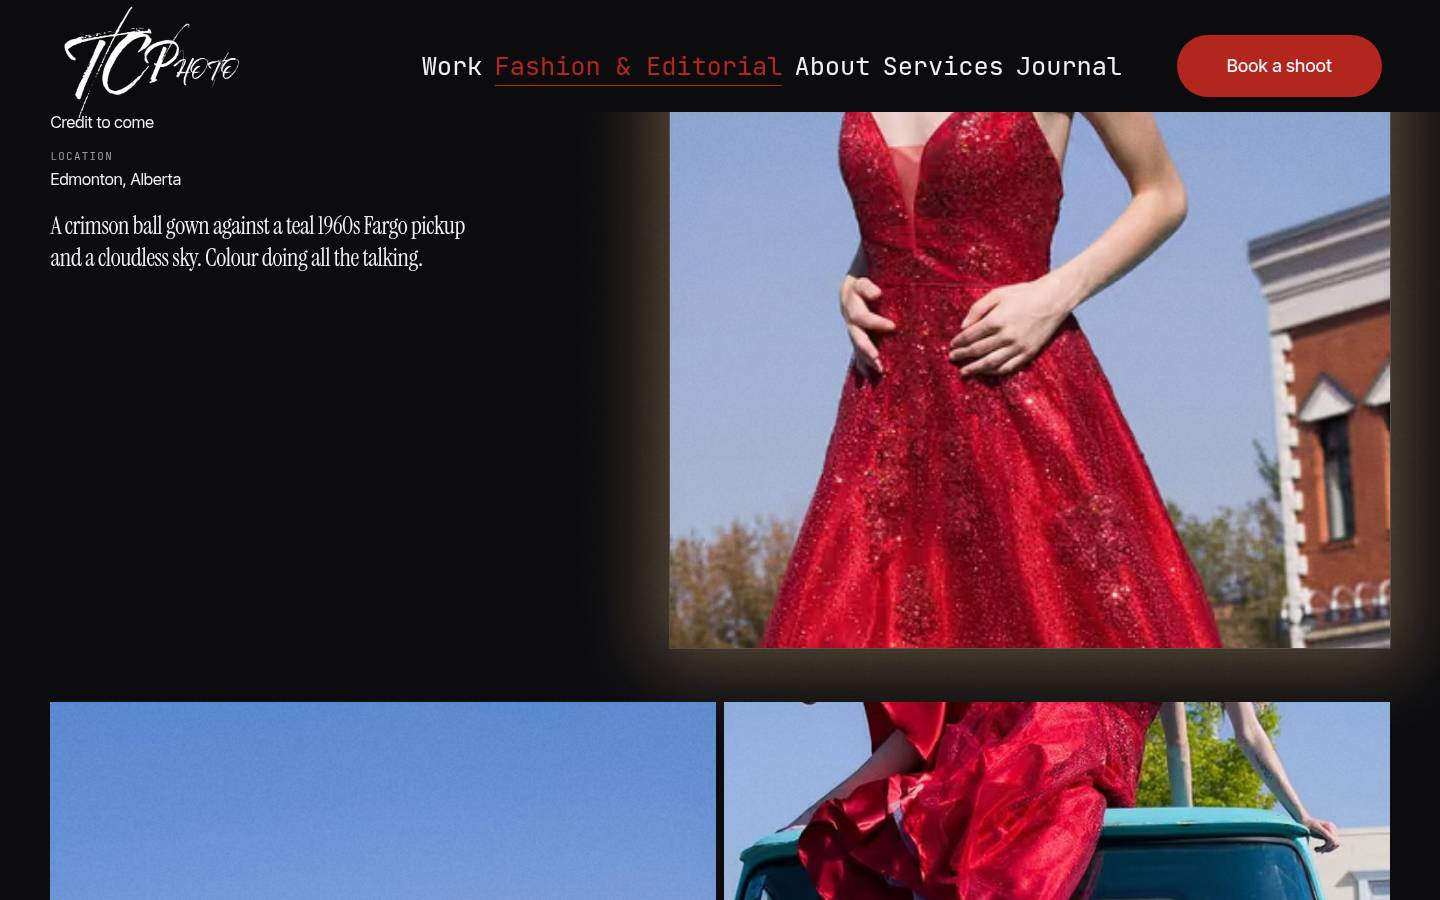 TCPHOTO
Work Fashion & Editorial About Services Journal
Book a shoot
Credit to come
LOCATION
Edmonton, Alberta
A crimson ball gown against a teal 1960s Fargo pickup
and a cloudless sky. Colour doing all the talking.